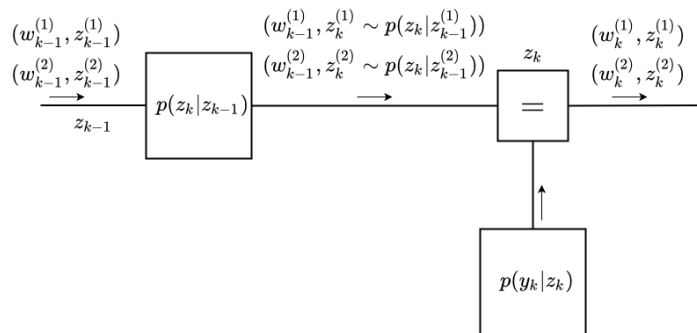 (w_{k-1}^{(1)}, z_{k-1}^{(1)})
(w_{k-1}^{(2)}, z_{k-1}^{(2)})
z_{k-1}
p(z_k|z_{k-1})
(w_{k-1}^{(1)}, z_k^{(1)} ∼ p(z_k|z_{k-1}^{(1)}))
(w_{k-1}^{(2)}, z_k^{(2)} ∼ p(z_k|z_{k-1}^{(2)}))
z_k
=
(w_k^{(1)}, z_k^{(1)})
(w_k^{(2)}, z_k^{(2)})
p(y_k|z_k)